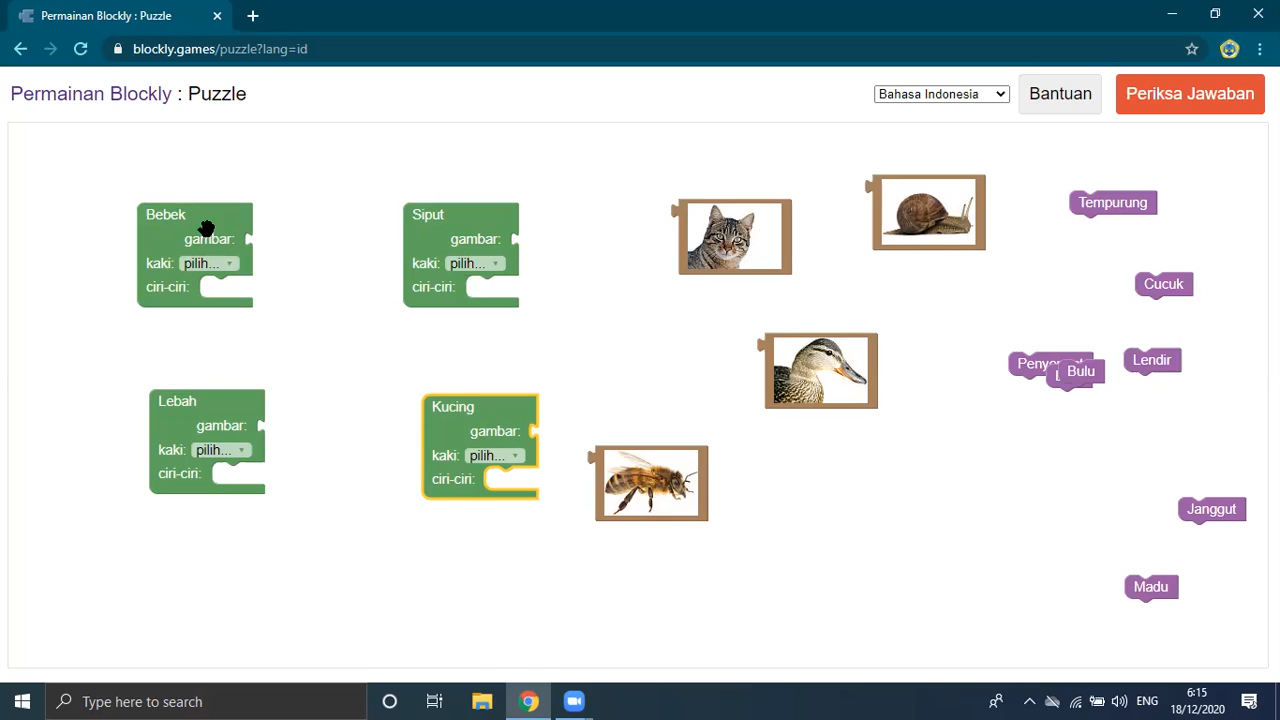 Permainan Blockly : Puzzle
blockly.games/puzzle?lang=id
Permainan Blockly : Puzzle
Bahasa Indonesia
Bantuan
Periksa Jawaban
Bebek
gambar:
kaki: pilih...
ciri-ciri:
Siput
gambar:
kaki: pilih...
ciri-ciri:
Tempurung
Cucuk
Lendir
Bulu
Lebah
gambar:
kaki: pilih...
ciri-ciri:
Kucing
gambar:
kaki: pilih...
ciri-ciri:
Janggut
Madu
Type here to search
ENG
6:15
18/12/2020